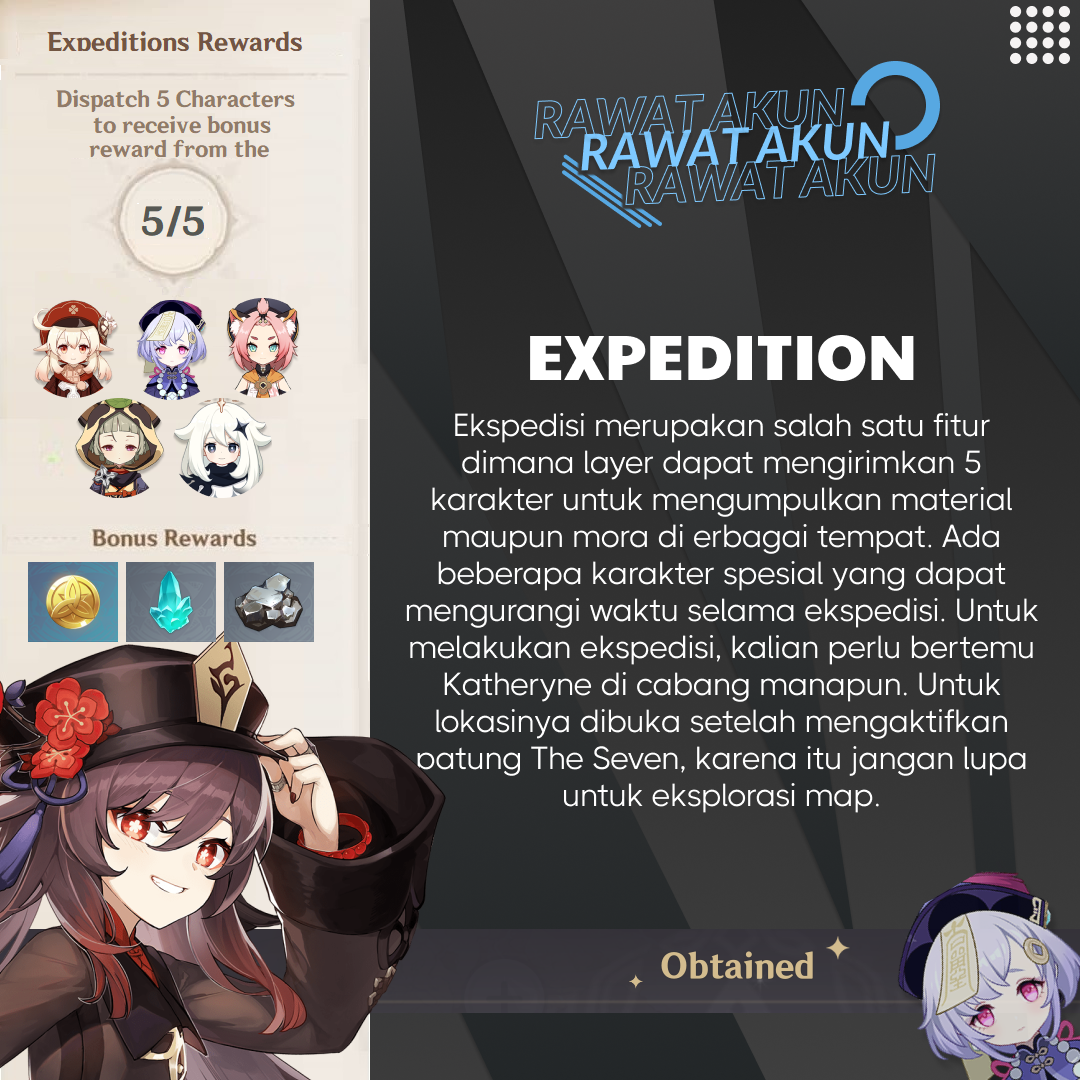 Expeditions Rewards
Dispatch 5 Characters
to receive bonus
reward from the
5/5
Bonus Rewards
RAWAT AKUN
RAWAT AKUN
RAWAT AKUN
EXPEDITION
Ekspedisi merupakan salah satu fitur
dimana layer dapat mengirimkan 5
karakter untuk mengumpulkan material
maupun mora di erbagai tempat. Ada
beberapa karakter spesial yang dapat
mengurangi waktu selama ekspedisi. Untuk
melakukan ekspedisi, kalian perlu bertemu
Katheryne di cabang manapun. Untuk
lokasinya dibuka setelah mengaktifkan
patung The Seven, karena itu jangan lupa
untuk eksplorasi map.
Obtained